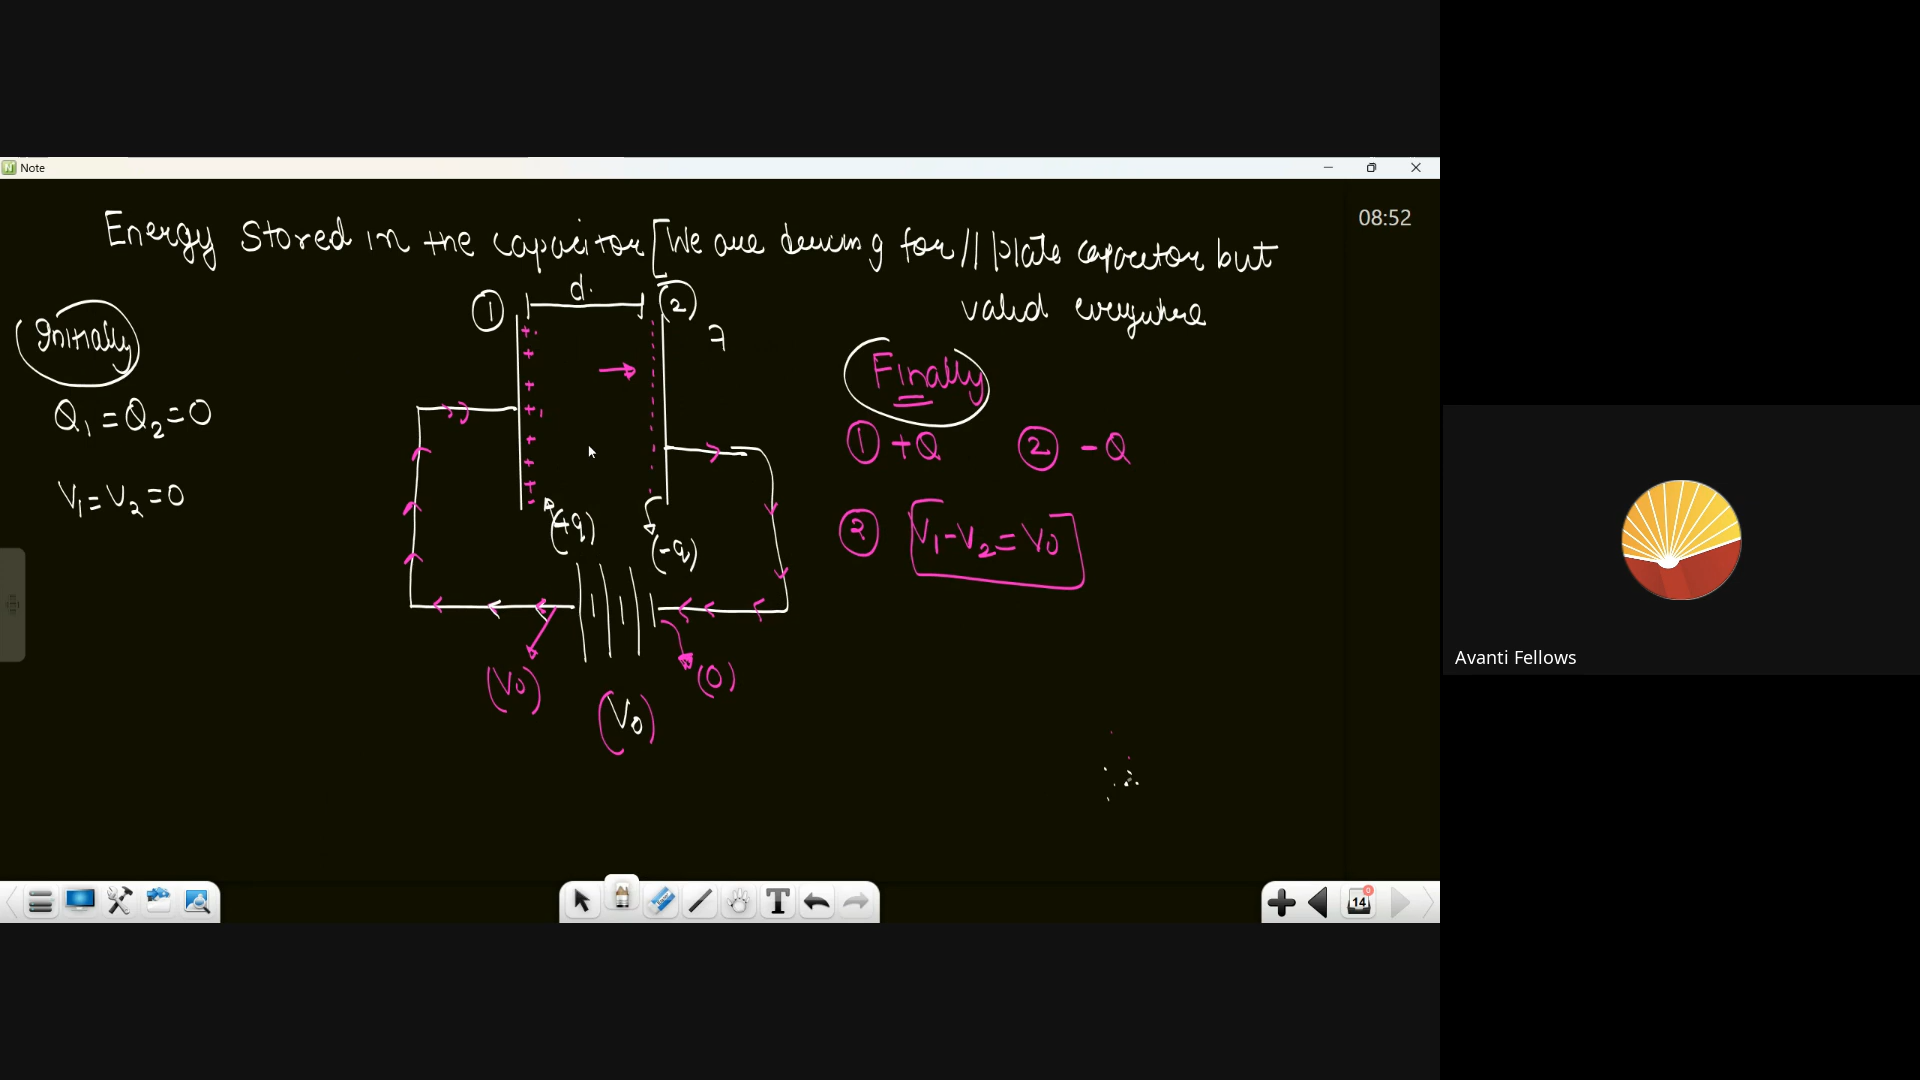 Note
08:52
Energy Stored in the capacitor [We are deriving for // plate capacitor but
valid everywhere
Initially
Q₁ = Q₂ = 0
V₁ = V₂ = 0
① d ②
(+q)
(-q)
(V₀)
(V₀)
(0)
Finally
① +Q ② -Q
② V₁-V₂ = V₀
Avanti Fellows
T
14
0